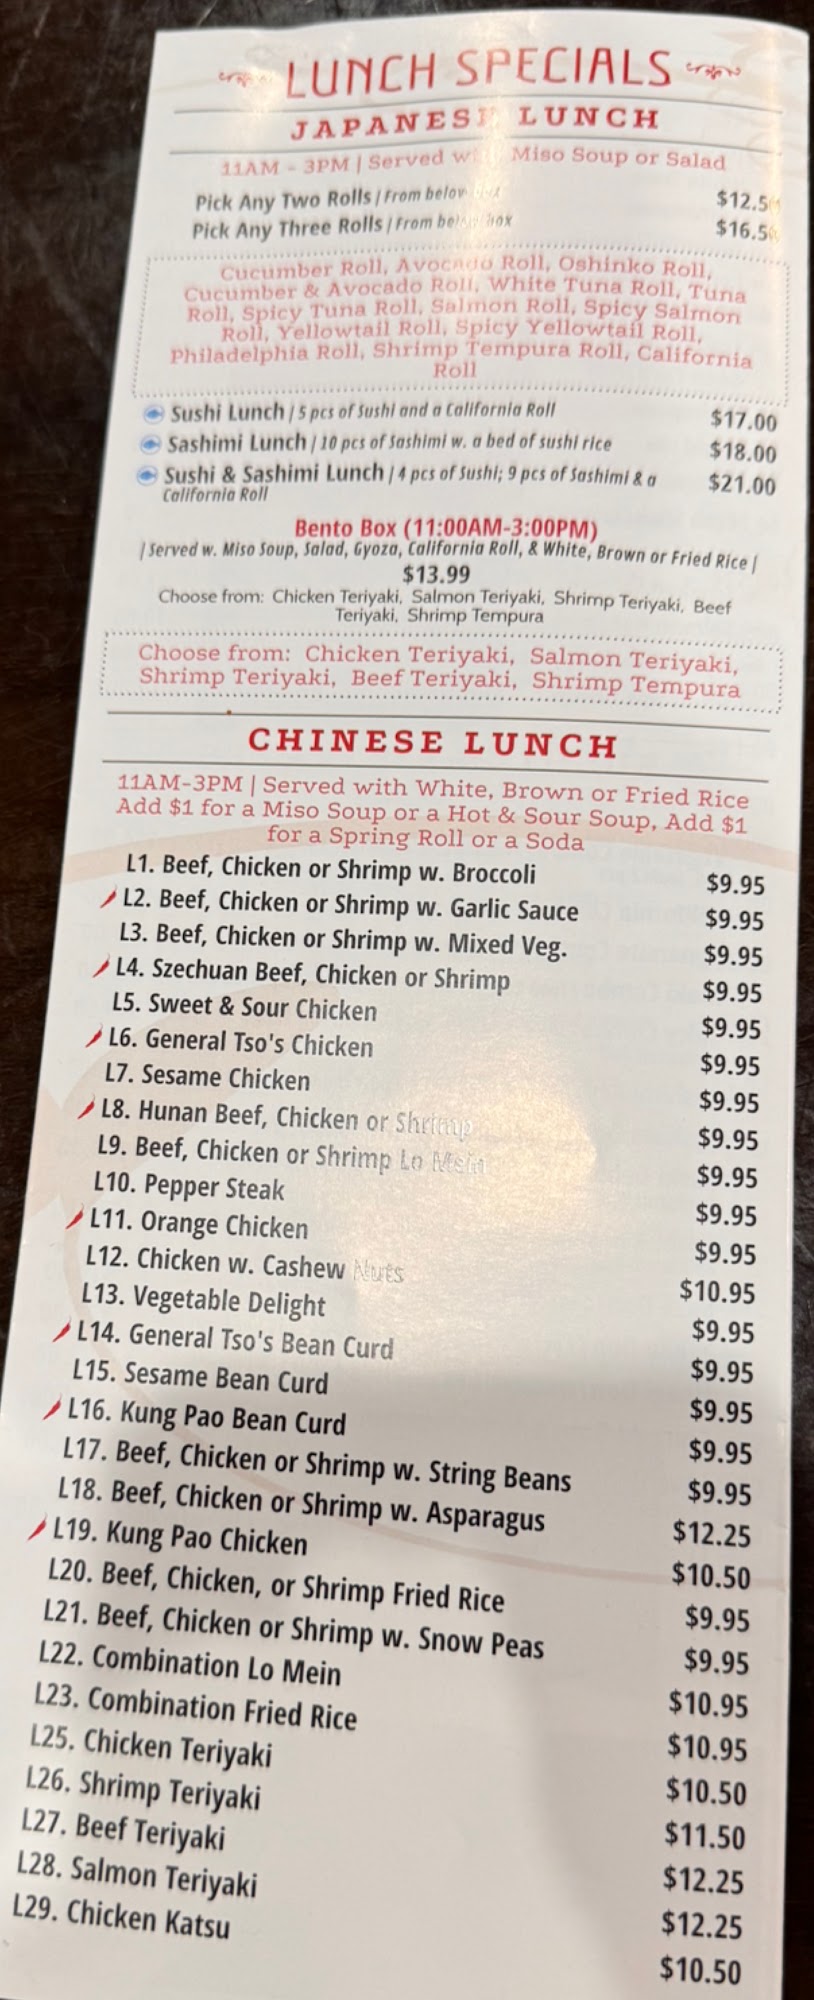 LUNCH SPECIALS
JAPANESE LUNCH
11AM - 3PM | Served w Miso Soup or Salad
Pick Any Two Rolls / From below $12.5
Pick Any Three Rolls / From below box $16.5
Cucumber Roll, Avocado Roll, Oshinko Roll,
Cucumber & Avocado Roll, White Tuna Roll, Tuna
Roll, Spicy Tuna Roll, Salmon Roll, Spicy Salmon
Roll, Yellowtail Roll, Spicy Yellowtail Roll,
Philadelphia Roll, Shrimp Tempura Roll, California
Roll
Sushi Lunch / 5 pcs of Sushi and a California Roll $17.00
Sashimi Lunch / 10 pcs of Sashimi w. a bed of sushi rice $18.00
Sushi & Sashimi Lunch / 4 pcs of Sushi; 9 pcs of Sashimi & a $21.00
California Roll
Bento Box (11:00AM-3:00PM)
| Served w. Miso Soup, Salad, Gyoza, California Roll, & White, Brown or Fried Rice |
$13.99
Choose from: Chicken Teriyaki, Salmon Teriyaki, Shrimp Teriyaki, Beef
Teriyaki, Shrimp Tempura
Choose from: Chicken Teriyaki, Salmon Teriyaki,
Shrimp Teriyaki, Beef Teriyaki, Shrimp Tempura
CHINESE LUNCH
11AM-3PM | Served with White, Brown or Fried Rice
Add $1 for a Miso Soup or a Hot & Sour Soup, Add $1
for a Spring Roll or a Soda
L1. Beef, Chicken or Shrimp w. Broccoli $9.95
L2. Beef, Chicken or Shrimp w. Garlic Sauce $9.95
L3. Beef, Chicken or Shrimp w. Mixed Veg. $9.95
L4. Szechuan Beef, Chicken or Shrimp $9.95
L5. Sweet & Sour Chicken $9.95
L6. General Tso's Chicken $9.95
L7. Sesame Chicken $9.95
L8. Hunan Beef, Chicken or Shrimp $9.95
L9. Beef, Chicken or Shrimp Lo Mein $9.95
L10. Pepper Steak $9.95
L11. Orange Chicken $9.95
L12. Chicken w. Cashew Nuts $10.95
L13. Vegetable Delight $9.95
L14. General Tso's Bean Curd $9.95
L15. Sesame Bean Curd $9.95
L16. Kung Pao Bean Curd $9.95
L17. Beef, Chicken or Shrimp w. String Beans $9.95
L18. Beef, Chicken or Shrimp w. Asparagus $12.25
L19. Kung Pao Chicken $10.50
L20. Beef, Chicken, or Shrimp Fried Rice $9.95
L21. Beef, Chicken or Shrimp w. Snow Peas $9.95
L22. Combination Lo Mein $10.95
L23. Combination Fried Rice $10.95
L25. Chicken Teriyaki $10.50
L26. Shrimp Teriyaki $11.50
L27. Beef Teriyaki $12.25
L28. Salmon Teriyaki $12.25
L29. Chicken Katsu $10.50